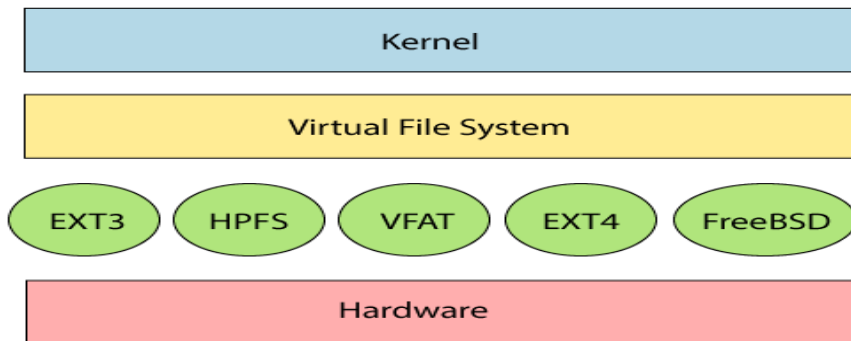 Kernel
Virtual File System
EXT3 HPFS VFAT EXT4 FreeBSD
Hardware